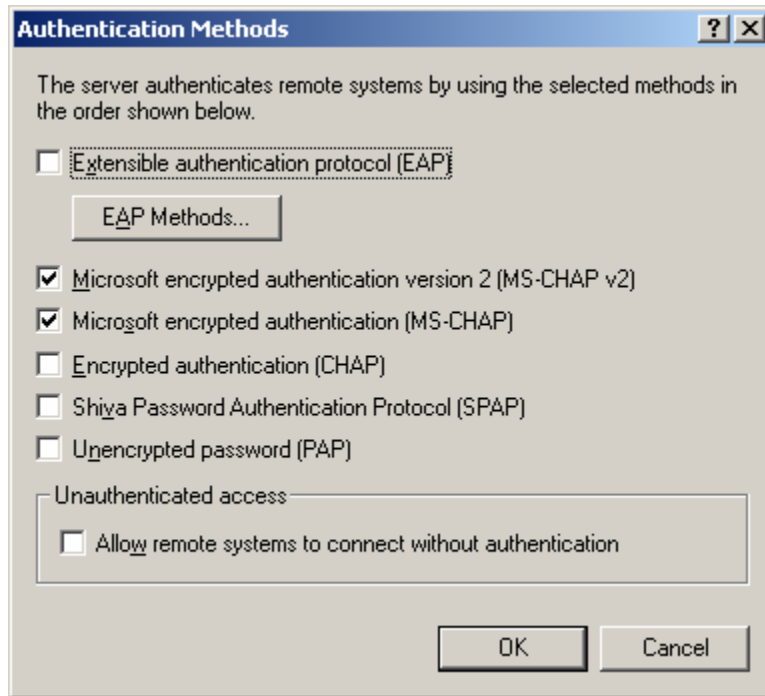 Authentication Methods
The server authenticates remote systems by using the selected methods in
the order shown below.
Extensible authentication protocol (EAP)
EAP Methods...
Microsoft encrypted authentication version 2 (MS-CHAP v2)
Microsoft encrypted authentication (MS-CHAP)
Encrypted authentication (CHAP)
Shiva Password Authentication Protocol (SPAP)
Unencrypted password (PAP)
Unauthenticated access
Allow remote systems to connect without authentication
OK
Cancel